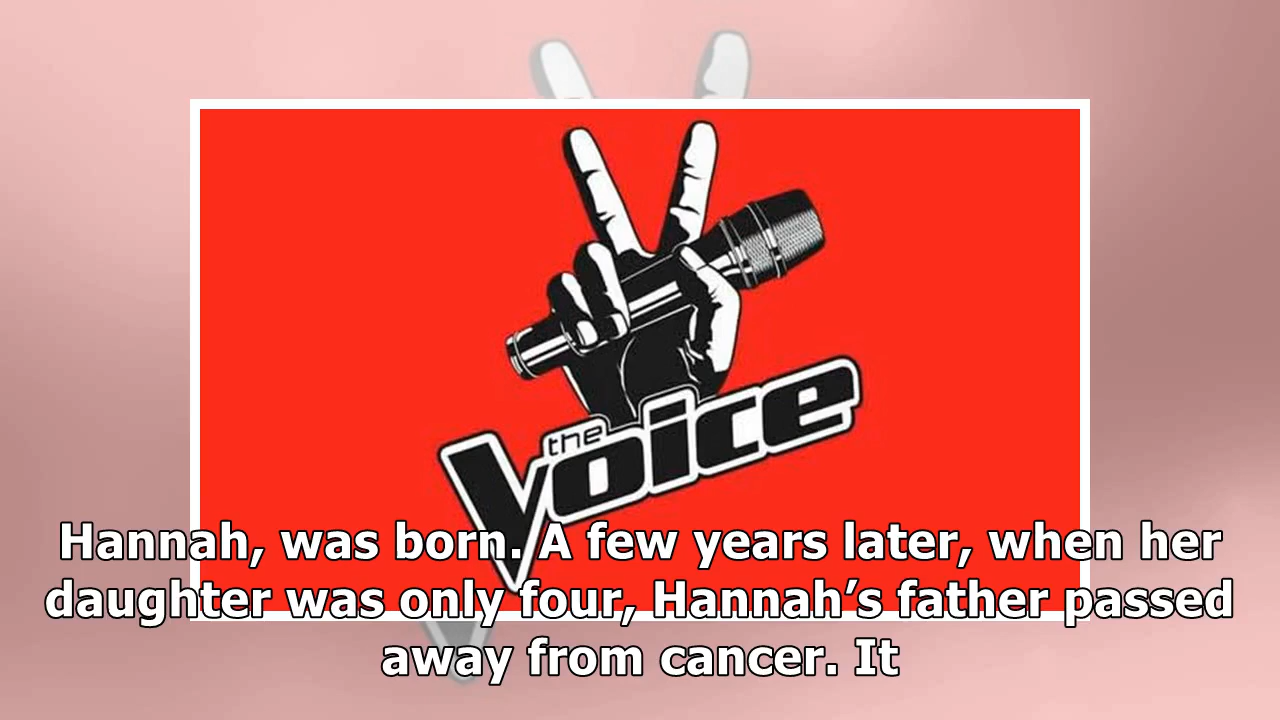 the
Voice
Hannah, was born. A few years later, when her
daughter was only four, Hannah’s father passed
away from cancer. It